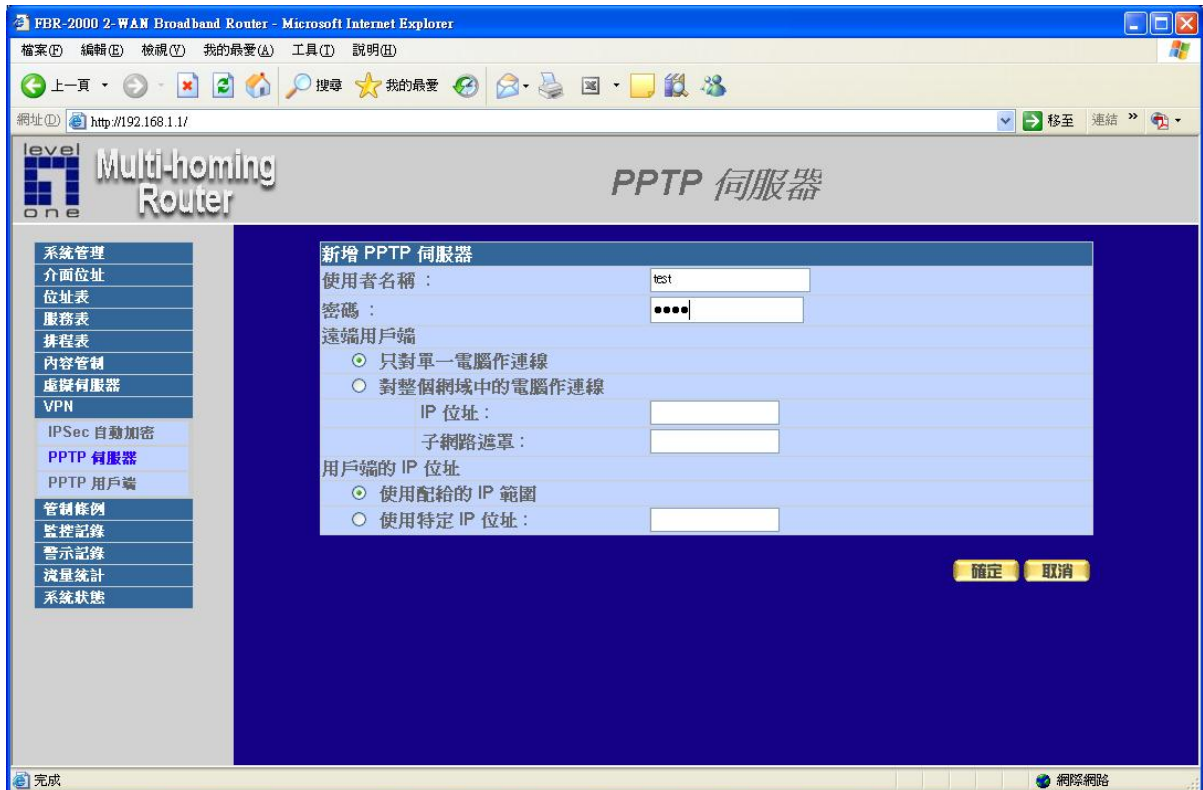 FBR-2000 2-WAN Broadband Router - Microsoft Internet Explorer
檔案(F) 編輯(E) 檢視(V) 我的最愛(A) 工具(T) 說明(H)
上一頁 搜尋 我的最愛
網址(D) http://192.168.1.1/ 移至 連結 »
level one
Multi-homing Router
PPTP 伺服器
系統管理
介面位址
位址表
服務表
排程表
內容管制
虛擬伺服器
VPN
IPSec 自動加密
PPTP 伺服器
PPTP 用戶端
管制條例
監控記錄
警示記錄
流量統計
系統狀態
新增 PPTP 伺服器
使用者名稱 : test
密碼 : ••••
遠端用戶端
只對單一電腦作連線
對整個網域中的電腦作連線
IP 位址 :
子網路遮罩 :
用戶端的 IP 位址
使用配給的 IP 範圍
使用特定 IP 位址 :
確定 取消
完成 網際網路